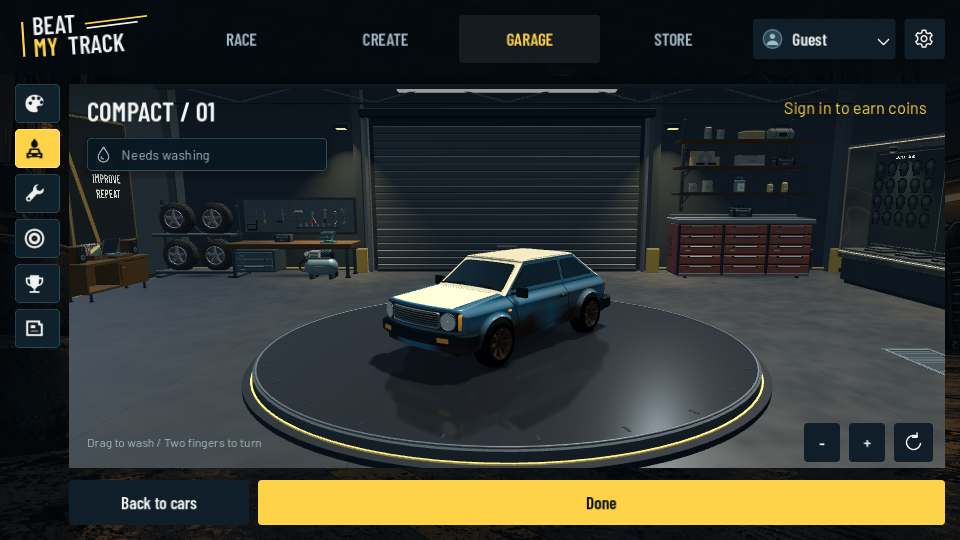 BEAT
MY TRACK
RACE
CREATE
GARAGE
STORE
Guest
COMPACT / 01
Sign in to earn coins
Needs washing
IMPROVE
REPEAT
Drag to wash / Two fingers to turn
-
+
Back to cars
Done